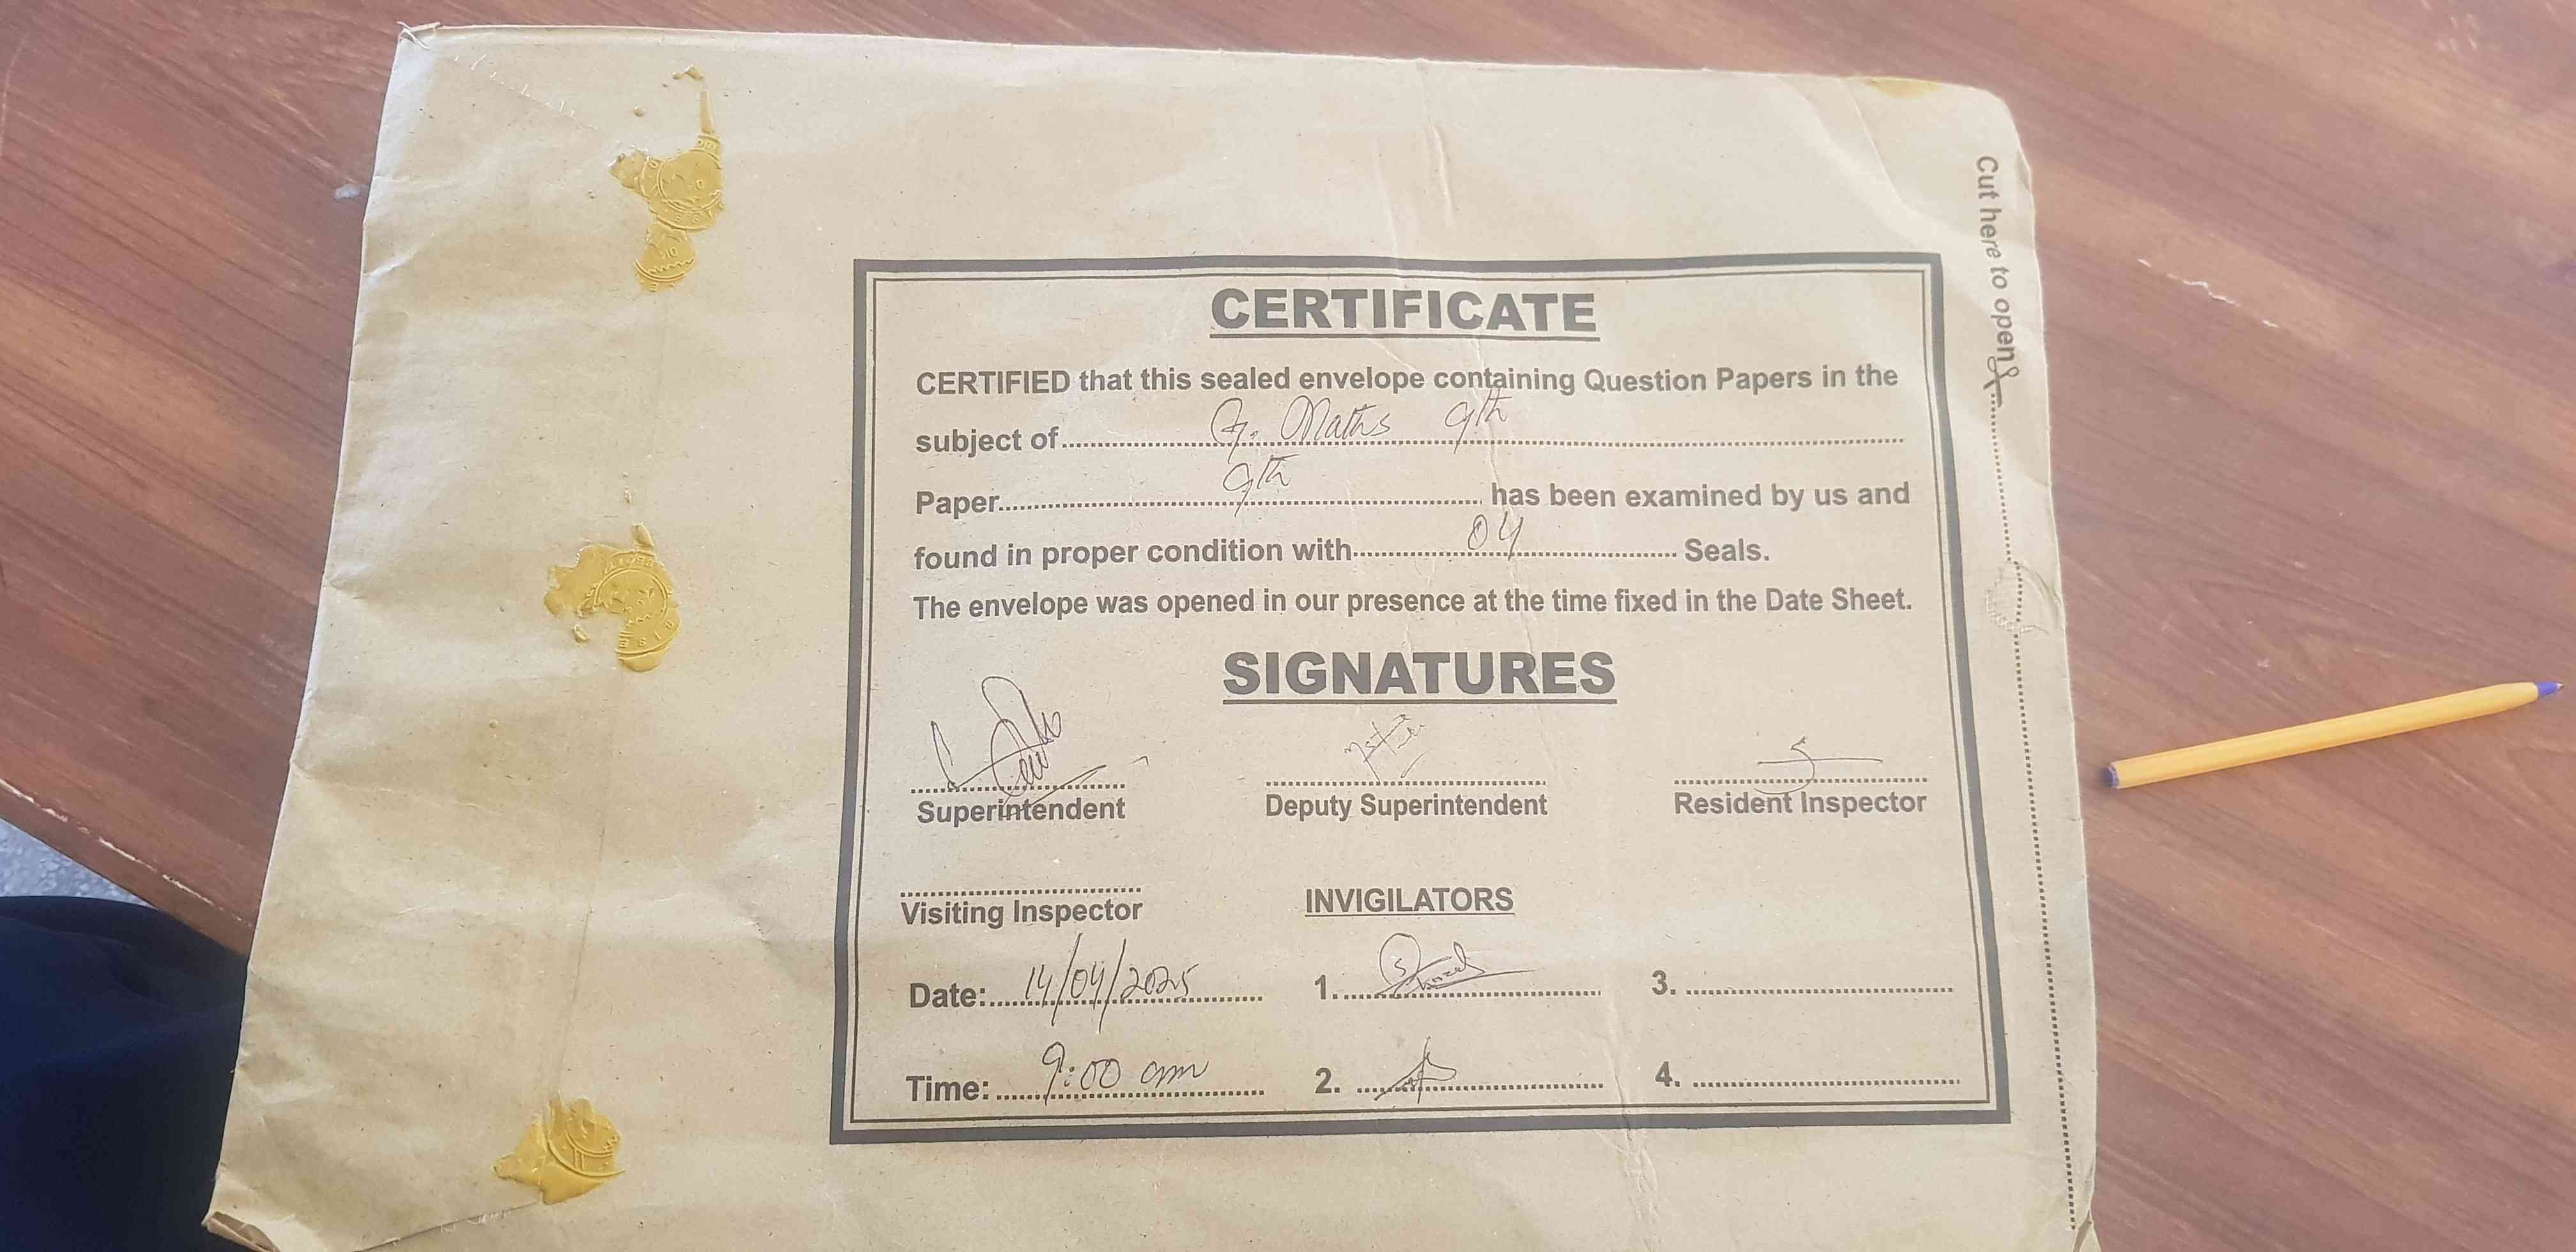 CERTIFICATE
CERTIFIED that this sealed envelope containing Question Papers in the
subject of G. Maths 9th
Paper 9th has been examined by us and
found in proper condition with 04 Seals.
The envelope was opened in our presence at the time fixed in the Date Sheet.
SIGNATURES
Superintendent Deputy Superintendent Resident Inspector
Visiting Inspector INVIGILATORS
Date: 14/04/2025 1. 3.
Time: 9:00 am 2. 4.
Cut here to open